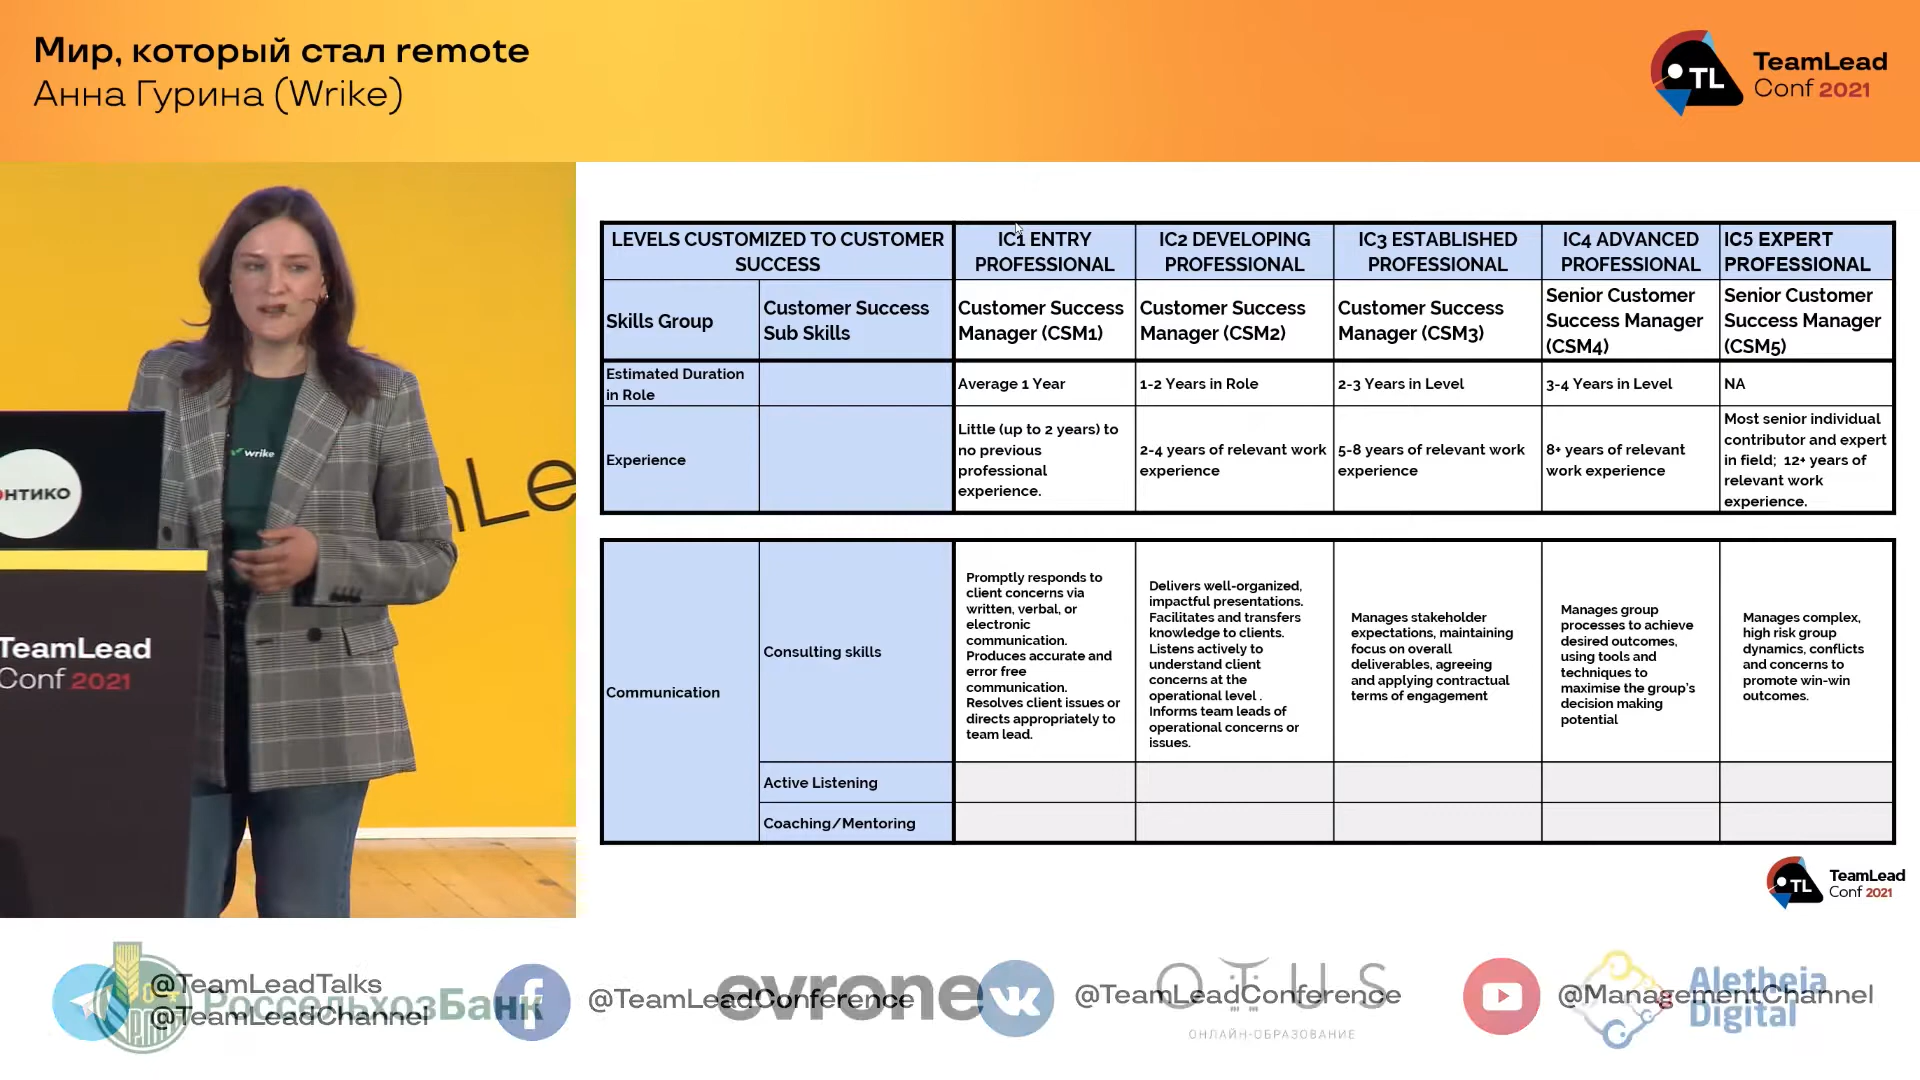 Мир, который стал remote
Анна Гурина (Wrike)
TL
TeamLead
Conf 2021
нтико
wrike
mLe
TeamLead
Conf 2021
LEVELS CUSTOMIZED TO CUSTOMER
SUCCESS
IC1 ENTRY
PROFESSIONAL
IC2 DEVELOPING
PROFESSIONAL
IC3 ESTABLISHED
PROFESSIONAL
IC4 ADVANCED
PROFESSIONAL
IC5 EXPERT
PROFESSIONAL
Skills Group
Customer Success
Sub Skills
Customer Success
Manager (CSM1)
Customer Success
Manager (CSM2)
Customer Success
Manager (CSM3)
Senior Customer
Success Manager
(CSM4)
Senior Customer
Success Manager
(CSM5)
Estimated Duration
in Role
Average 1 Year
1-2 Years in Role
2-3 Years in Level
3-4 Years in Level
NA
Experience
Little (up to 2 years) to
no previous
professional
experience.
2-4 years of relevant work
experience
5-8 years of relevant work
experience
8+ years of relevant
work experience
Most senior individual
contributor and expert
in field; 12+ years of
relevant work
experience.
Communication
Consulting skills
Promptly responds to
client concerns via
written, verbal, or
electronic
communication.
Produces accurate and
error free
communication.
Resolves client issues or
directs appropriately to
team lead.
Delivers well-organized,
impactful presentations.
Facilitates and transfers
knowledge to clients.
Listens actively to
understand client
concerns at the
operational level .
Informs team leads of
operational concerns or
issues.
Manages stakeholder
expectations, maintaining
focus on overall
deliverables, agreeing
and applying contractual
terms of engagement
Manages group
processes to achieve
desired outcomes,
using tools and
techniques to
maximise the group's
decision making
potential
Manages complex,
high risk group
dynamics, conflicts
and concerns to
promote win-win
outcomes.
Active Listening
Coaching/Mentoring
TL
TeamLead
Conf 2021
@TeamLeadTalks
@TeamLeadChannel
РоссельхозБанк
@TeamLeadConference
evrone
@TeamLeadConference
OTUS
ОНЛАЙН-ОБРАЗОВАНИЕ
@ManagementChannel
Aletheia
Digital